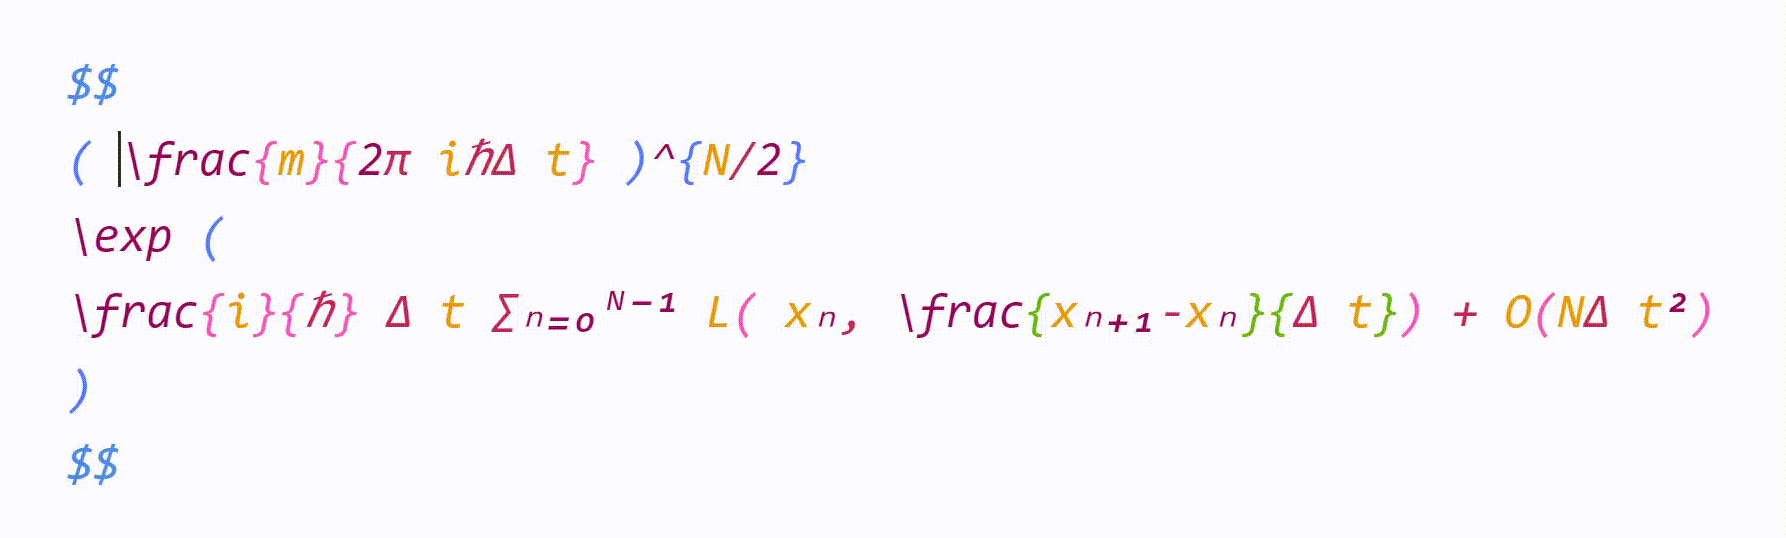 $$
( \frac{m}{2π iℏΔ t} )^{N/2}
\exp (
\frac{i}{ℏ} Δ t ∑ₙ₌₀ᴺ⁻¹ L( xₙ, \frac{xₙ₊₁-xₙ}{Δ t}) + O(NΔ t²)
)
$$